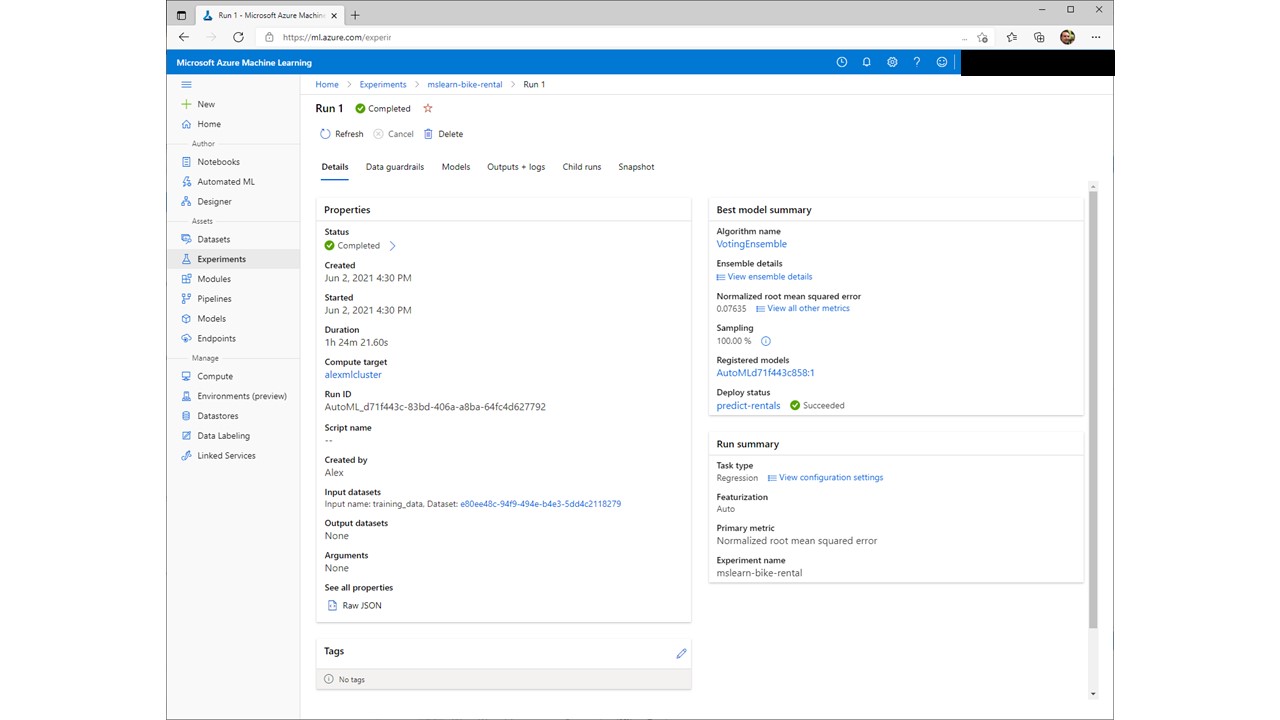 Run 1 - Microsoft Azure Machine
https://ml.azure.com/experir
Microsoft Azure Machine Learning
New
Home
Author
Notebooks
Automated ML
Designer
Assets
Datasets
Experiments
Modules
Pipelines
Models
Endpoints
Manage
Compute
Environments (preview)
Datastores
Data Labeling
Linked Services
Home > Experiments > mslearn-bike-rental > Run 1
Run 1 Completed
Refresh Cancel Delete
Details Data guardrails Models Outputs + logs Child runs Snapshot
Properties
Status
Completed
Created
Jun 2, 2021 4:30 PM
Started
Jun 2, 2021 4:30 PM
Duration
1h 24m 21.60s
Compute target
alexmlcluster
Run ID
AutoML_d71f443c-83bd-406a-a8ba-64fc4d627792
Script name
--
Created by
Alex
Input datasets
Input name: training_data, Dataset: e80ee48c-94f9-494e-b4e3-5dd4c2118279
Output datasets
None
Arguments
None
See all properties
Raw JSON
Tags
No tags
Best model summary
Algorithm name
VotingEnsemble
Ensemble details
View ensemble details
Normalized root mean squared error
0.07635 View all other metrics
Sampling
100.00 %
Registered models
AutoMLd71f443c858:1
Deploy status
predict-rentals Succeeded
Run summary
Task type
Regression View configuration settings
Featurization
Auto
Primary metric
Normalized root mean squared error
Experiment name
mslearn-bike-rental